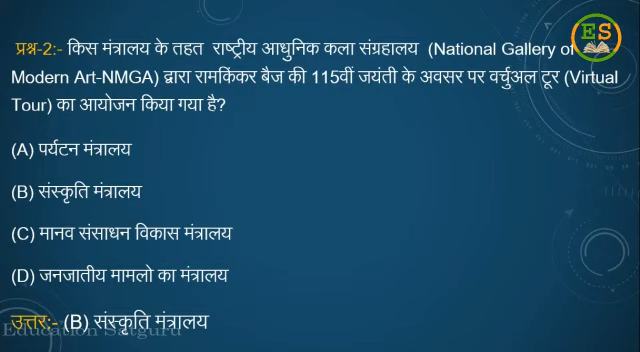 प्रश्न-2:- किस मंत्रालय के तहत राष्ट्रीय आधुनिक कला संग्रहालय (National Gallery of
Modern Art-NMGA) द्वारा रामकिंकर बैज की 115वीं जयंती के अवसर पर वर्चुअल टूर (Virtual
Tour) का आयोजन किया गया है?
(A) पर्यटन मंत्रालय
(B) संस्कृति मंत्रालय
(C) मानव संसाधन विकास मंत्रालय
(D) जनजातीय मामलो का मंत्रालय
उत्तर:- (B) संस्कृति मंत्रालय
Education Satguru
ES